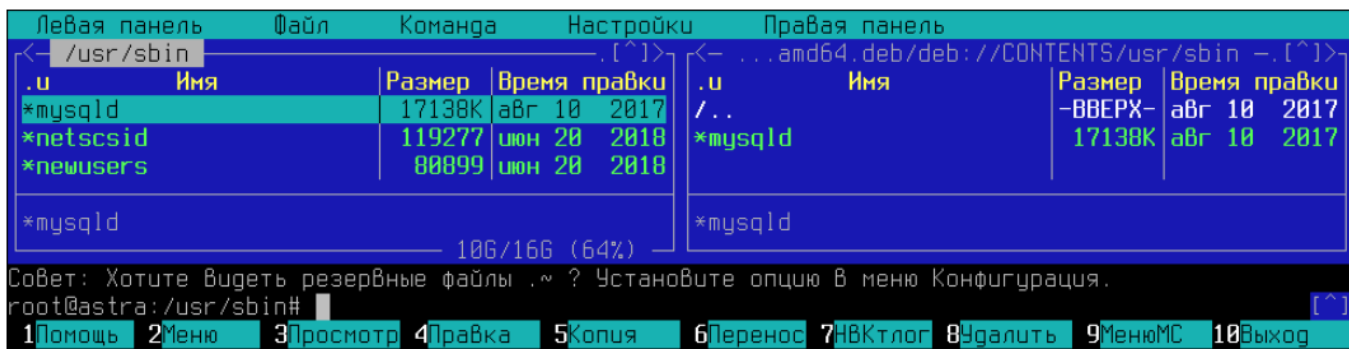 Левая панель Файл Команда Настройки Правая панель
<─ /usr/sbin ─.[^]>
<─ ...amd64.deb/deb://CONTENTS/usr/sbin ─.[^]>
.и Имя Размер Время правки
.и Имя Размер Время правки
*mysqld 17138K авг 10 2017
/.. -ВВЕРХ- авг 10 2017
*netscsid 119277 июн 20 2018
*mysqld 17138K авг 10 2017
*newusers 80899 июн 20 2018
*mysqld
*mysqld
10G/16G (64%)
Совет: Хотите видеть резервные файлы .~ ? Установите опцию в меню Конфигурация.
root@astra:/usr/sbin# [^]
1Помощь 2Меню 3Просмотр 4Правка 5Копия 6Перенос 7НВКтлог 8Удалить 9МенюМС 10Выход